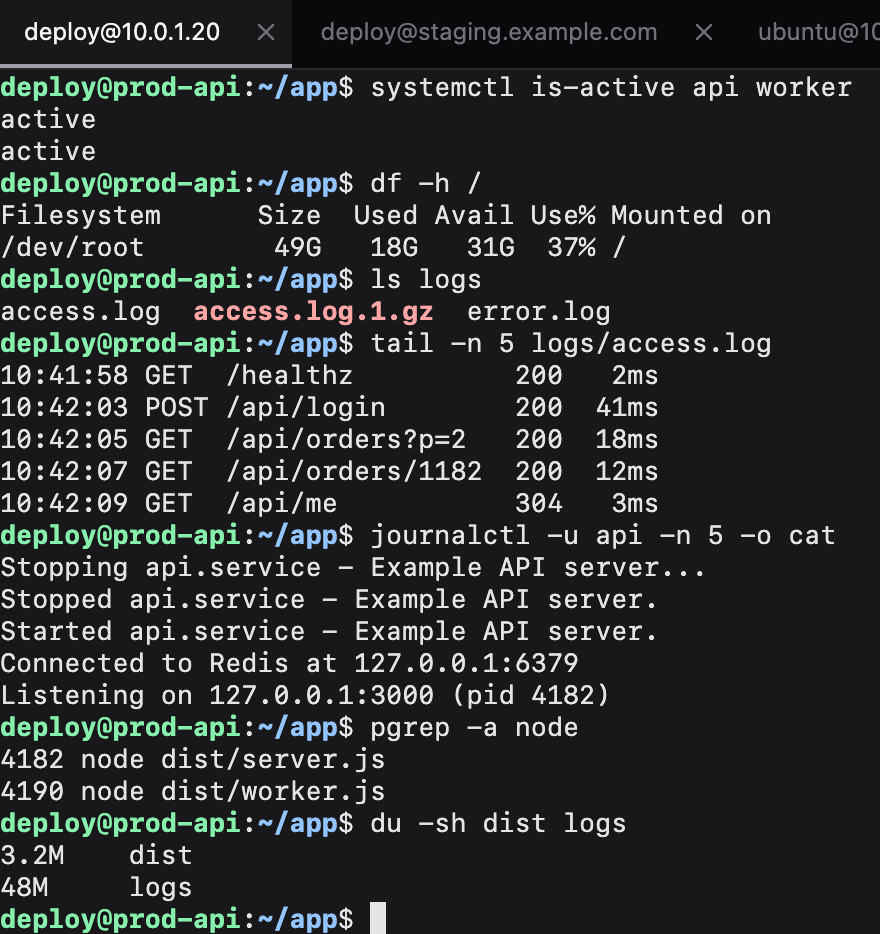 deploy@10.0.1.20 deploy@staging.example.com ubuntu@10
deploy@prod-api:~/app$ systemctl is-active api worker
active
active
deploy@prod-api:~/app$ df -h /
Filesystem      Size  Used Avail Use% Mounted on
/dev/root        49G   18G   31G  37% /
deploy@prod-api:~/app$ ls logs
access.log  access.log.1.gz  error.log
deploy@prod-api:~/app$ tail -n 5 logs/access.log
10:41:58 GET  /healthz          200   2ms
10:42:03 POST /api/login        200  41ms
10:42:05 GET  /api/orders?p=2   200  18ms
10:42:07 GET  /api/orders/1182  200  12ms
10:42:09 GET  /api/me           304   3ms
deploy@prod-api:~/app$ journalctl -u api -n 5 -o cat
Stopping api.service - Example API server...
Stopped api.service - Example API server.
Started api.service - Example API server.
Connected to Redis at 127.0.0.1:6379
Listening on 127.0.0.1:3000 (pid 4182)
deploy@prod-api:~/app$ pgrep -a node
4182 node dist/server.js
4190 node dist/worker.js
deploy@prod-api:~/app$ du -sh dist logs
3.2M    dist
48M     logs
deploy@prod-api:~/app$